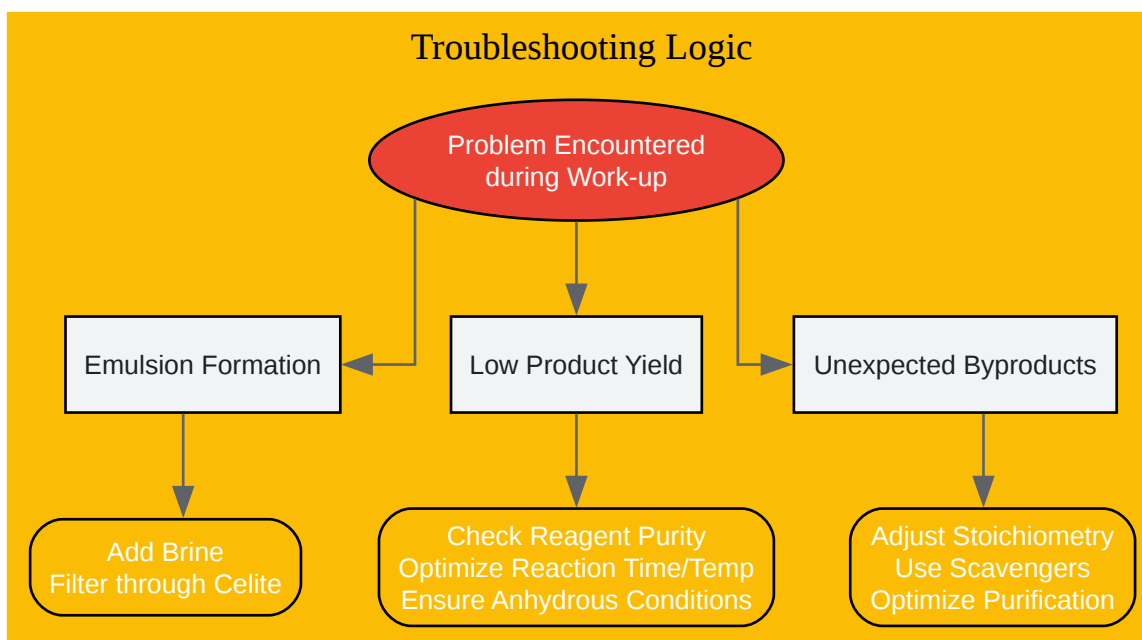 Troubleshooting Logic
Problem Encountered
during Work-up
Emulsion Formation
Low Product Yield
Unexpected Byproducts
Add Brine
Filter through Celite
Check Reagent Purity
Optimize Reaction Time/Temp
Ensure Anhydrous Conditions
Adjust Stoichiometry
Use Scavengers
Optimize Purification